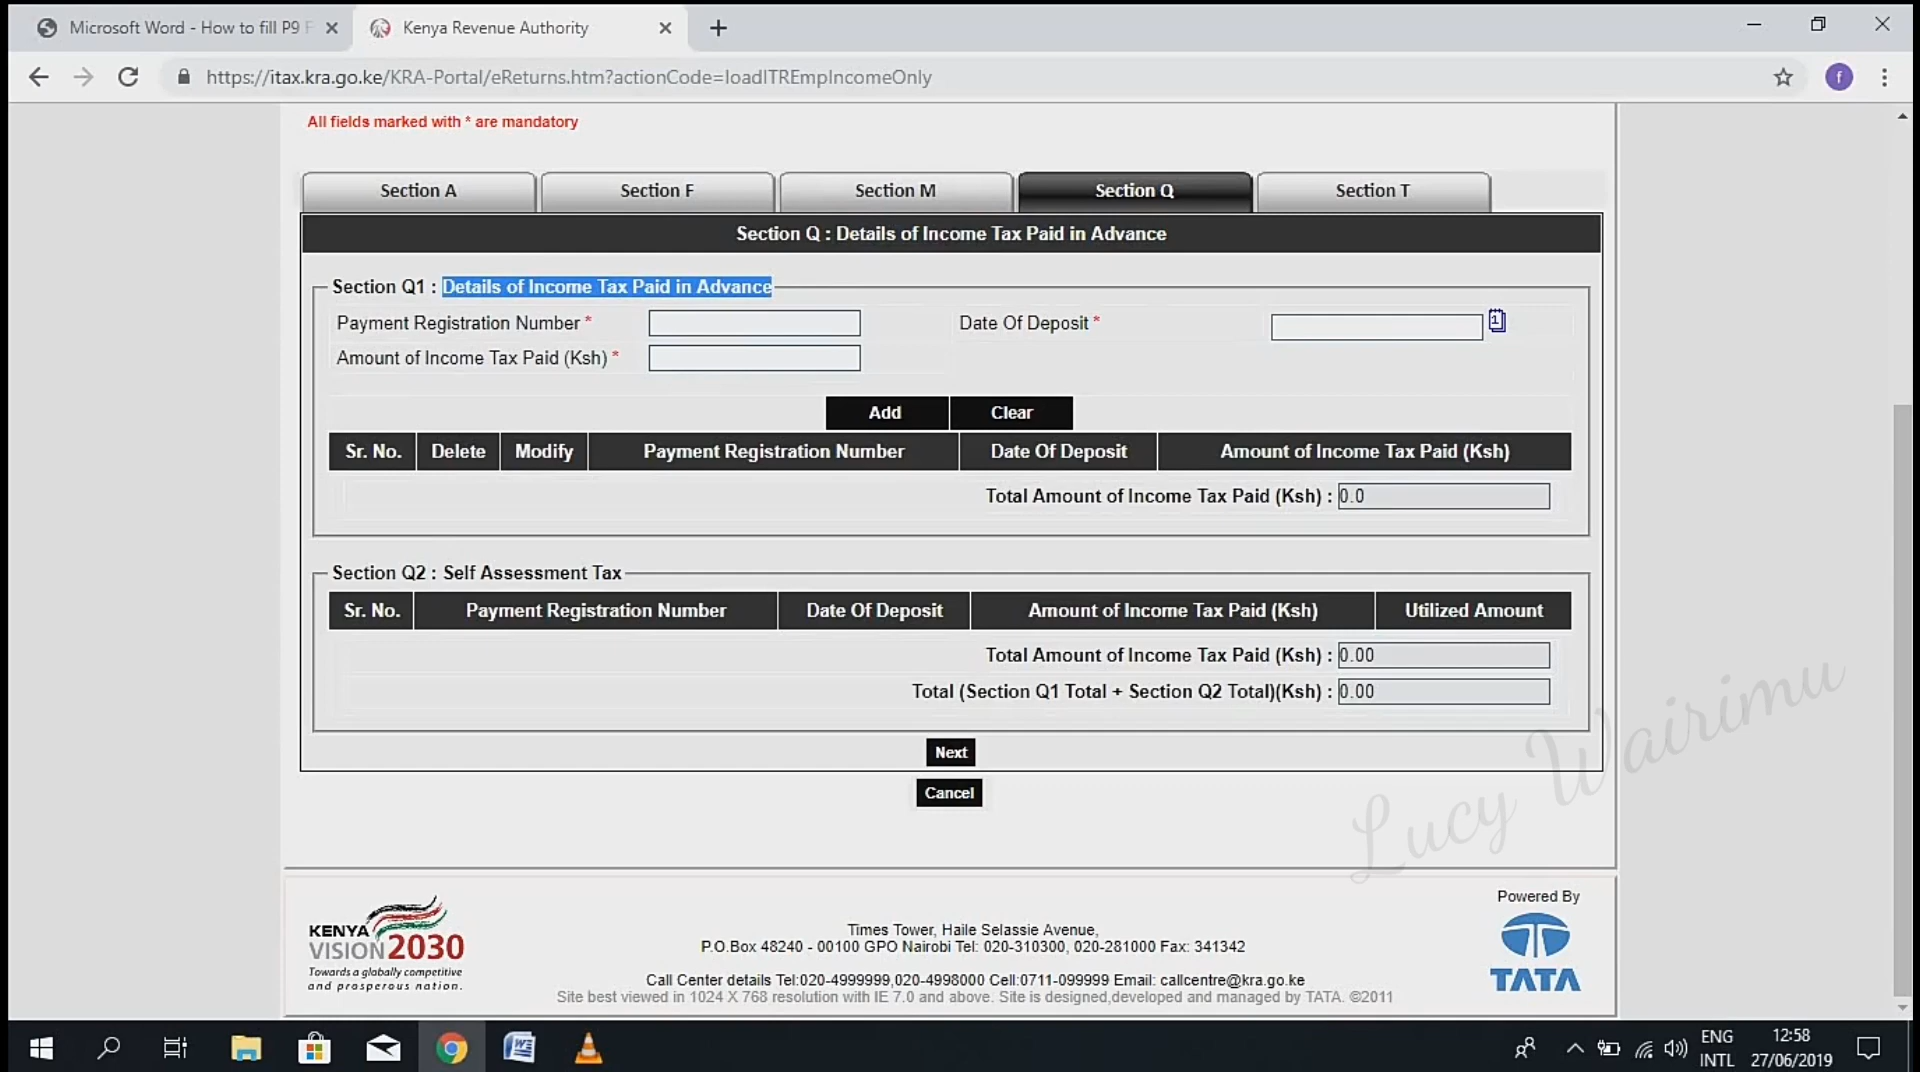 Microsoft Word - How to fill P9 F
Kenya Revenue Authority
https://itax.kra.go.ke/KRA-Portal/eReturns.htm?actionCode=loadITREmpIncomeOnly
f
All fields marked with * are mandatory
Section A
Section F
Section M
Section Q
Section T
Section Q : Details of Income Tax Paid in Advance
Section Q1 : Details of Income Tax Paid in Advance
Payment Registration Number *
Date Of Deposit *
1
Amount of Income Tax Paid (Ksh) *
Add
Clear
Sr. No. Delete Modify Payment Registration Number Date Of Deposit Amount of Income Tax Paid (Ksh)
Total Amount of Income Tax Paid (Ksh) : 0.0
Section Q2 : Self Assessment Tax
Sr. No. Payment Registration Number Date Of Deposit Amount of Income Tax Paid (Ksh) Utilized Amount
Total Amount of Income Tax Paid (Ksh) : 0.00
Total (Section Q1 Total + Section Q2 Total)(Ksh) : 0.00
Next
Cancel
Lucy Wairimu
KENYA
VISION 2030
Towards a globally competitive
and prosperous nation.
Times Tower, Haile Selassie Avenue,
P.O.Box 48240 - 00100 GPO Nairobi Tel: 020-310300, 020-281000 Fax: 341342
Call Center details Tel:020-4999999,020-4998000 Cell:0711-099999 Email: callcentre@kra.go.ke
Site best viewed in 1024 X 768 resolution with IE 7.0 and above. Site is designed,developed and managed by TATA. ©2011
Powered By
TATA
ENG
INTL
12:58
27/06/2019